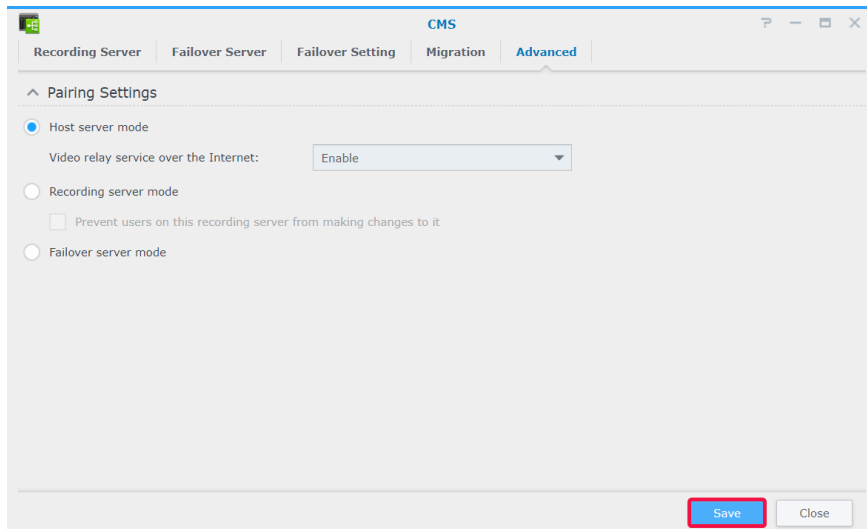 CMS
Recording Server Failover Server Failover Setting Migration Advanced
Pairing Settings
Host server mode
Video relay service over the Internet: Enable
Recording server mode
Prevent users on this recording server from making changes to it
Failover server mode
Save Close